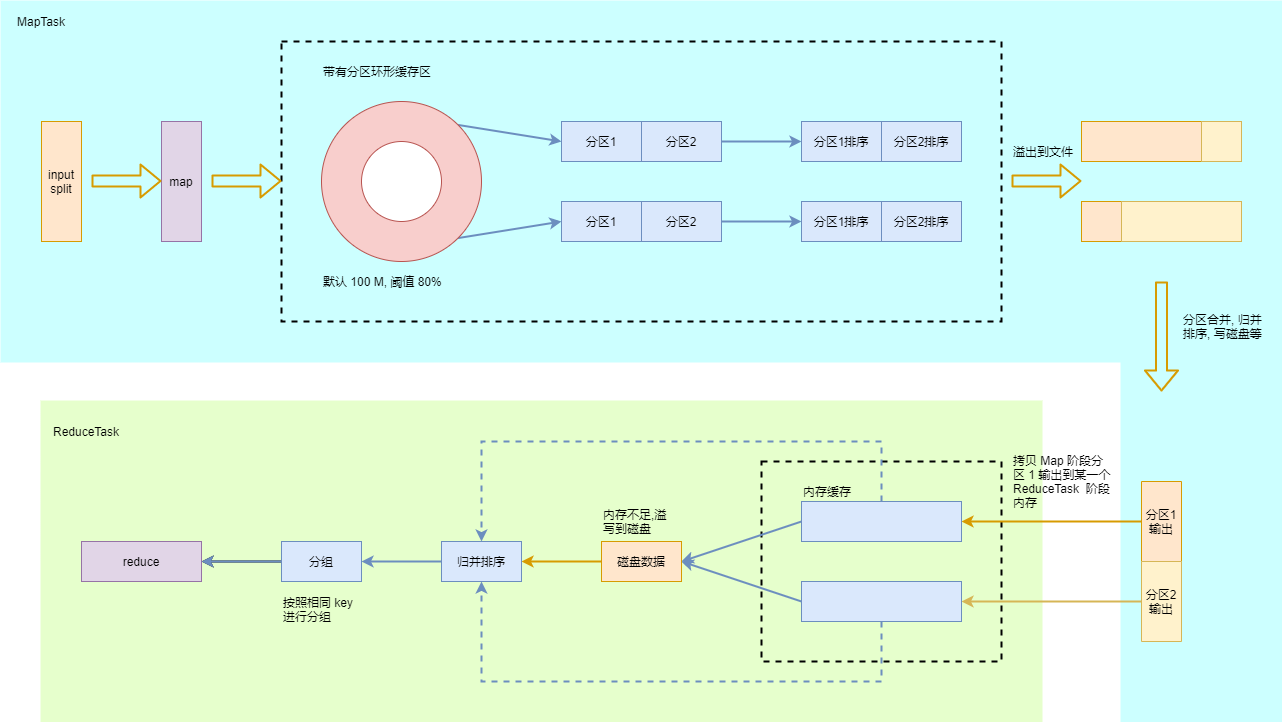 MapTask
带有分区环形缓存区
input
split
map
分区1
分区2
分区1排序
分区2排序
溢出到文件
分区1
分区2
分区1排序
分区2排序
默认 100 M, 阈值 80%
分区合并, 归并
排序, 写磁盘等
ReduceTask
拷贝 Map 阶段分
区 1 输出到某一个
ReduceTask 阶段
内存
内存缓存
内存不足,溢
写到磁盘
分区1
输出
reduce
分组
归并排序
磁盘数据
按照相同 key
进行分组
分区2
输出